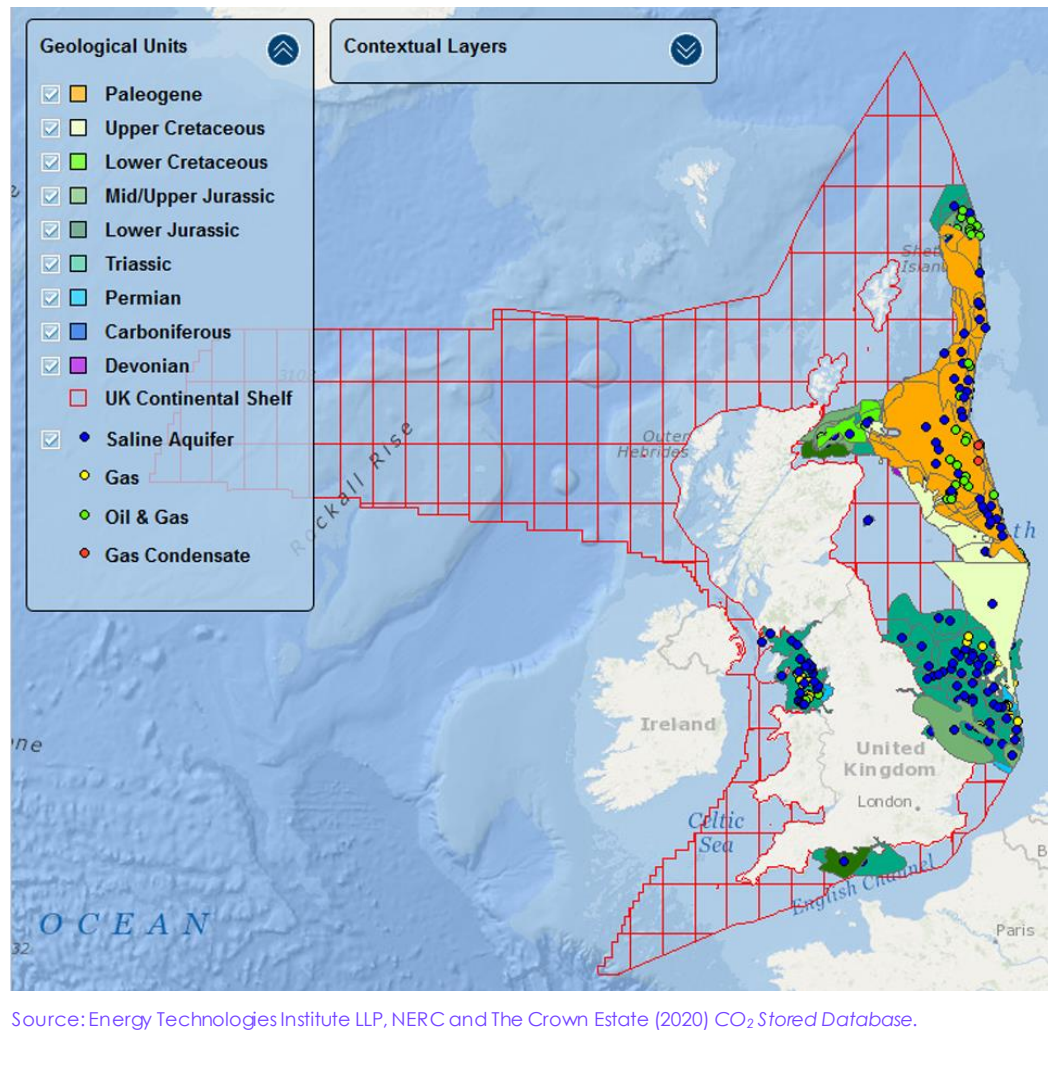 Geological Units
Contextual Layers
Paleogene
Upper Cretaceous
Lower Cretaceous
Mid/Upper Jurassic
Lower Jurassic
Triassic
Permian
Carboniferous
Devonian
UK Continental Shelf
Saline Aquifer
Gas
Oil & Gas
Gas Condensate
Rockall Rise
Outer
Hebrides
Ireland
United
Kingdom
London
Celtic
Sea
English Channel
OCEAN
Paris
Source: Energy Technologies Institute LLP, NERC and The Crown Estate (2020) CO₂ Stored Database.